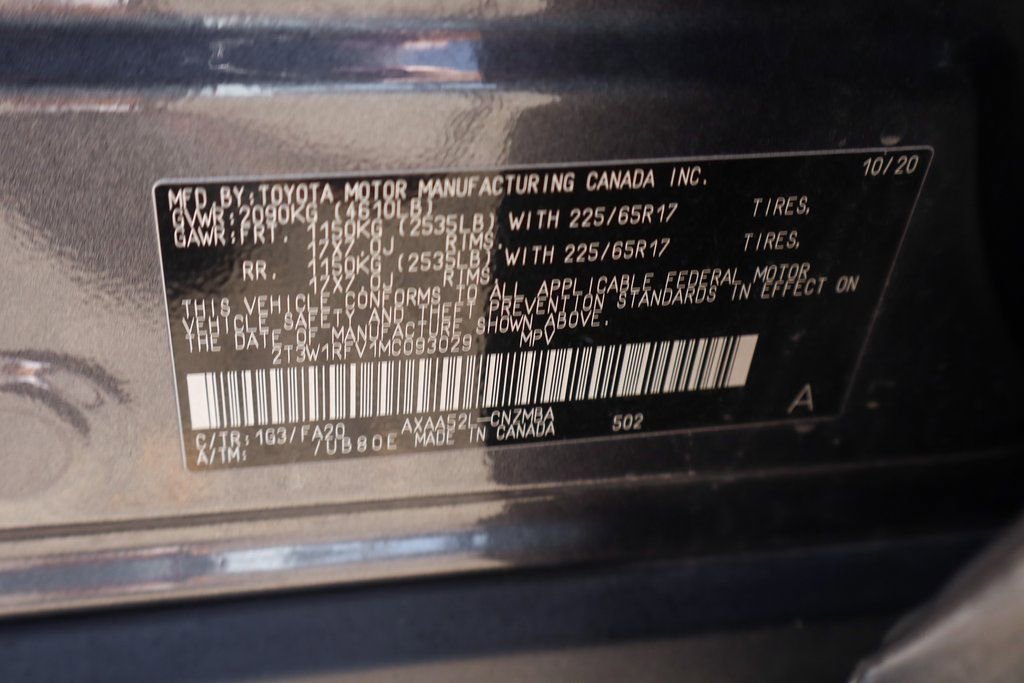 MFD.BY:TOYOTA MOTOR MANUFACTURING CANADA INC. 10/20
GVWR:2090KG (4610LB)
GAWR:FRT. 1150KG (2535LB) WITH 225/65R17 TIRES,
17X7.0J RIMS,
RR. 1150KG (2535LB) WITH 225/65R17 TIRES,
17X7.0J RIMS,
THIS VEHICLE CONFORMS TO ALL APPLICABLE FEDERAL MOTOR
VEHICLE SAFETY AND THEFT PREVENTION STANDARDS IN EFFECT ON
THE DATE OF MANUFACTURE SHOWN ABOVE.
2T3W1RFV1MC093029 MPV
C/TR:1G3/FA20 AXAA52L-CNZMBA 502 A
A/TM: /UB80E MADE IN CANADA